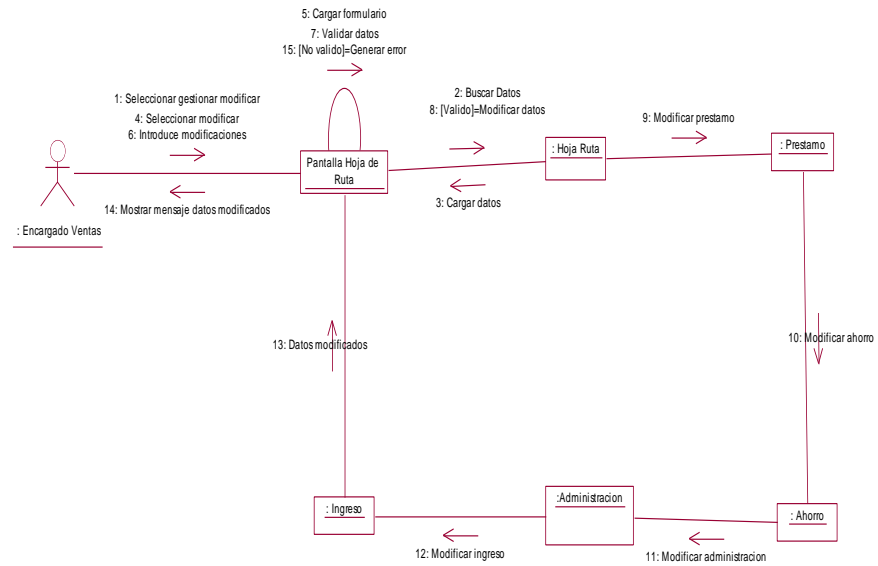 5: Cargar formulario
7: Validar datos
15: [No valido]=Generar error
1: Seleccionar gestionar modificar
4: Seleccionar modificar
6: Introduce modificaciones
2: Buscar Datos
8: [Valido]=Modificar datos
9: Modificar prestamo
Pantalla Hoja de
Ruta
: Hoja Ruta
: Prestamo
3: Cargar datos
14: Mostrar mensaje datos modificados
: Encargado Ventas
13: Datos modificados
10: Modificar ahorro
: Ingreso
:Administracion
: Ahorro
12: Modificar ingreso
11: Modificar administracion